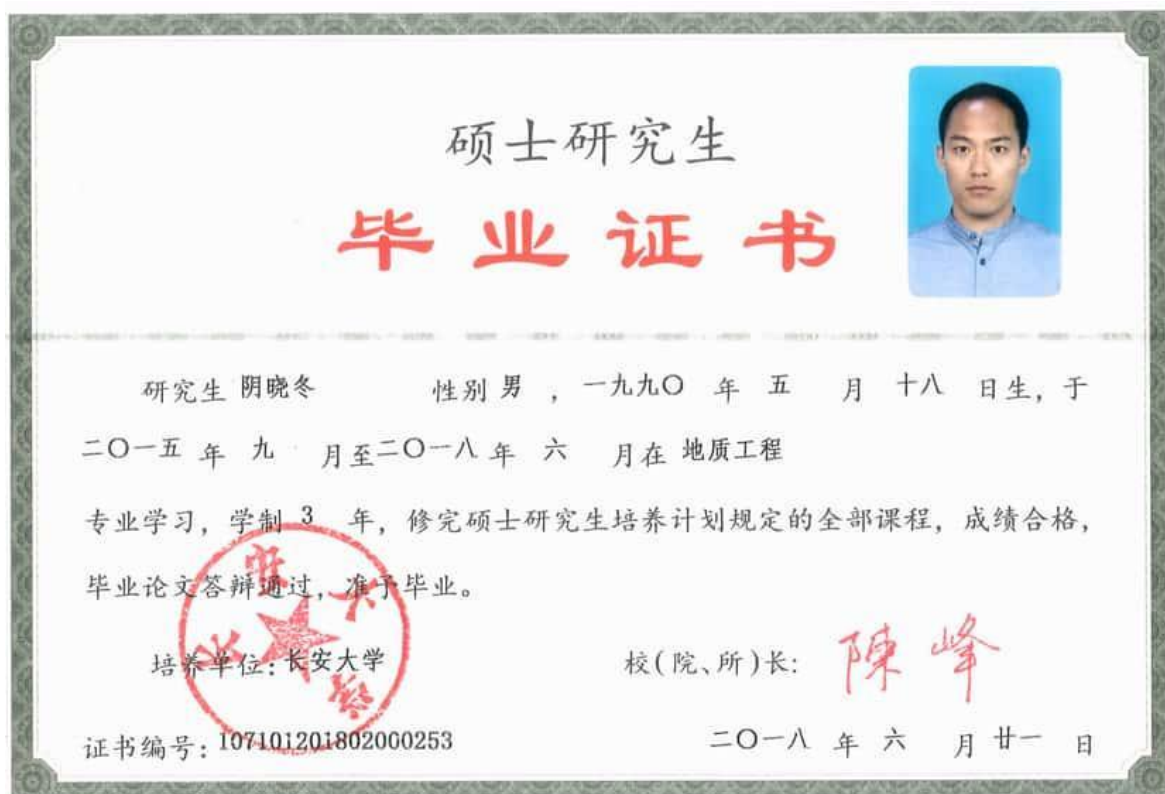 硕士研究生
毕业证书
研究生 阴晓冬 性别 男 ，一九九〇 年 五 月 十八 日生，于
二〇一五 年 九 月至二〇一八 年 六 月在 地质工程
专业学习，学制 3 年，修完硕士研究生培养计划规定的全部课程，成绩合格，
毕业论文答辩通过，准予毕业。
长安大学
培养单位：长安大学 校(院、所)长： 陳峰
证书编号：107101201802000253 二〇一八 年 六 月 廿一 日